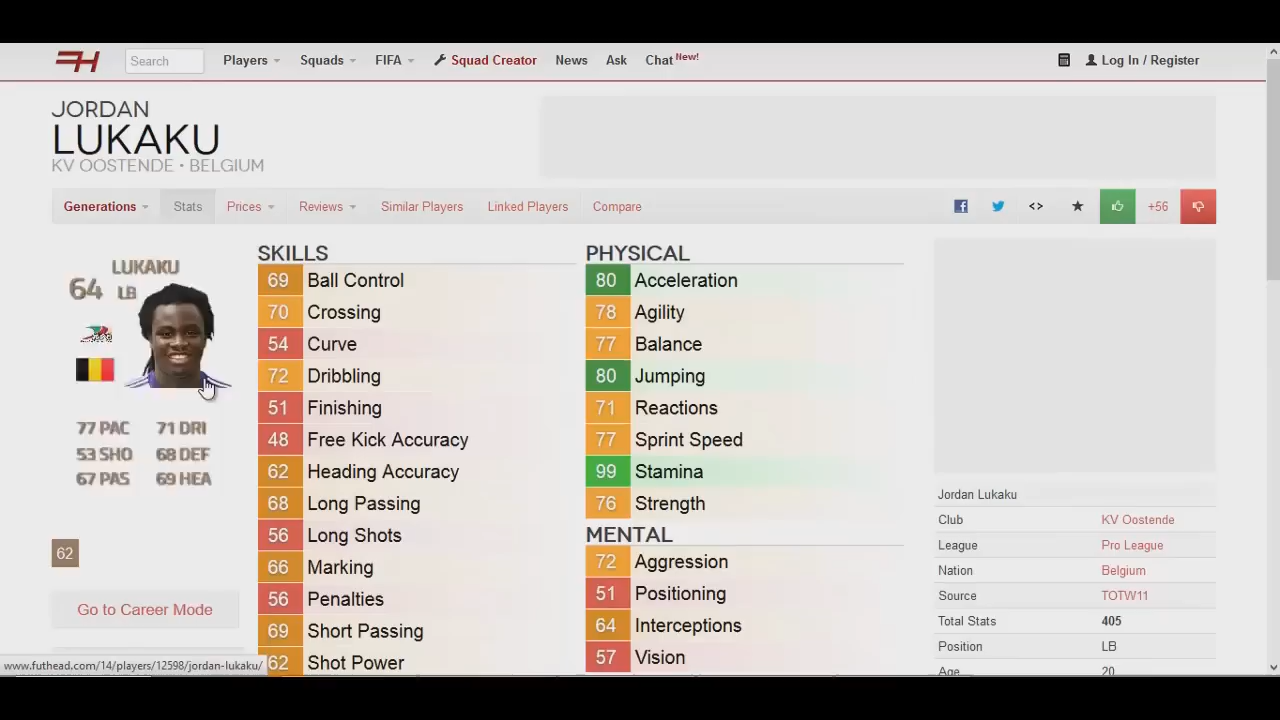 Search
Players
Squads
FIFA
Squad Creator
News
Ask
Chat New!
Log In / Register
JORDAN
LUKAKU
KV OOSTENDE • BELGIUM
Generations
Stats
Prices
Reviews
Similar Players
Linked Players
Compare
+56
LUKAKU
64 LB
77 PAC 71 DRI
53 SHO 68 DEF
67 PAS 69 HEA
62
Go to Career Mode
SKILLS
69 Ball Control
70 Crossing
54 Curve
72 Dribbling
51 Finishing
48 Free Kick Accuracy
62 Heading Accuracy
68 Long Passing
56 Long Shots
66 Marking
56 Penalties
69 Short Passing
62 Shot Power
PHYSICAL
80 Acceleration
78 Agility
77 Balance
80 Jumping
71 Reactions
77 Sprint Speed
99 Stamina
76 Strength
MENTAL
72 Aggression
51 Positioning
64 Interceptions
57 Vision
Jordan Lukaku
Club KV Oostende
League Pro League
Nation Belgium
Source TOTW11
Total Stats 405
Position LB
Age 20
www.futhead.com/14/players/12598/jordan-lukaku/